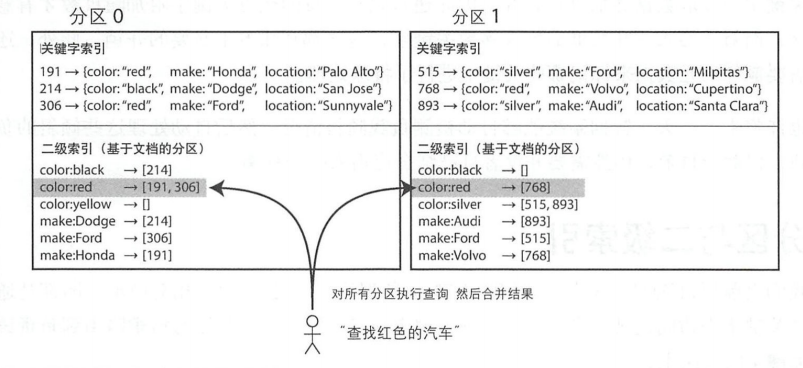 分区 0
关键字索引
191 → {color: "red", make: "Honda", location: "Palo Alto"}
214 → {color: "black", make: "Dodge", location: "San Jose"}
306 → {color: "red", make: "Ford", location: "Sunnyvale"}
二级索引（基于文档的分区）
color:black → [214]
color:red → [191, 306]
color:yellow → []
make:Dodge → [214]
make:Ford → [306]
make:Honda → [191]
分区 1
关键字索引
515 → {color: "silver", make: "Ford", location: "Milpitas"}
768 → {color: "red", make: "Volvo", location: "Cupertino"}
893 → {color: "silver", make: "Audi", location: "Santa Clara"}
二级索引（基于文档的分区）
color:black → []
color:red → [768]
color:silver → [515, 893]
make:Audi → [893]
make:Ford → [515]
make:Volvo → [768]
对所有分区执行查询 然后合并结果
"查找红色的汽车"